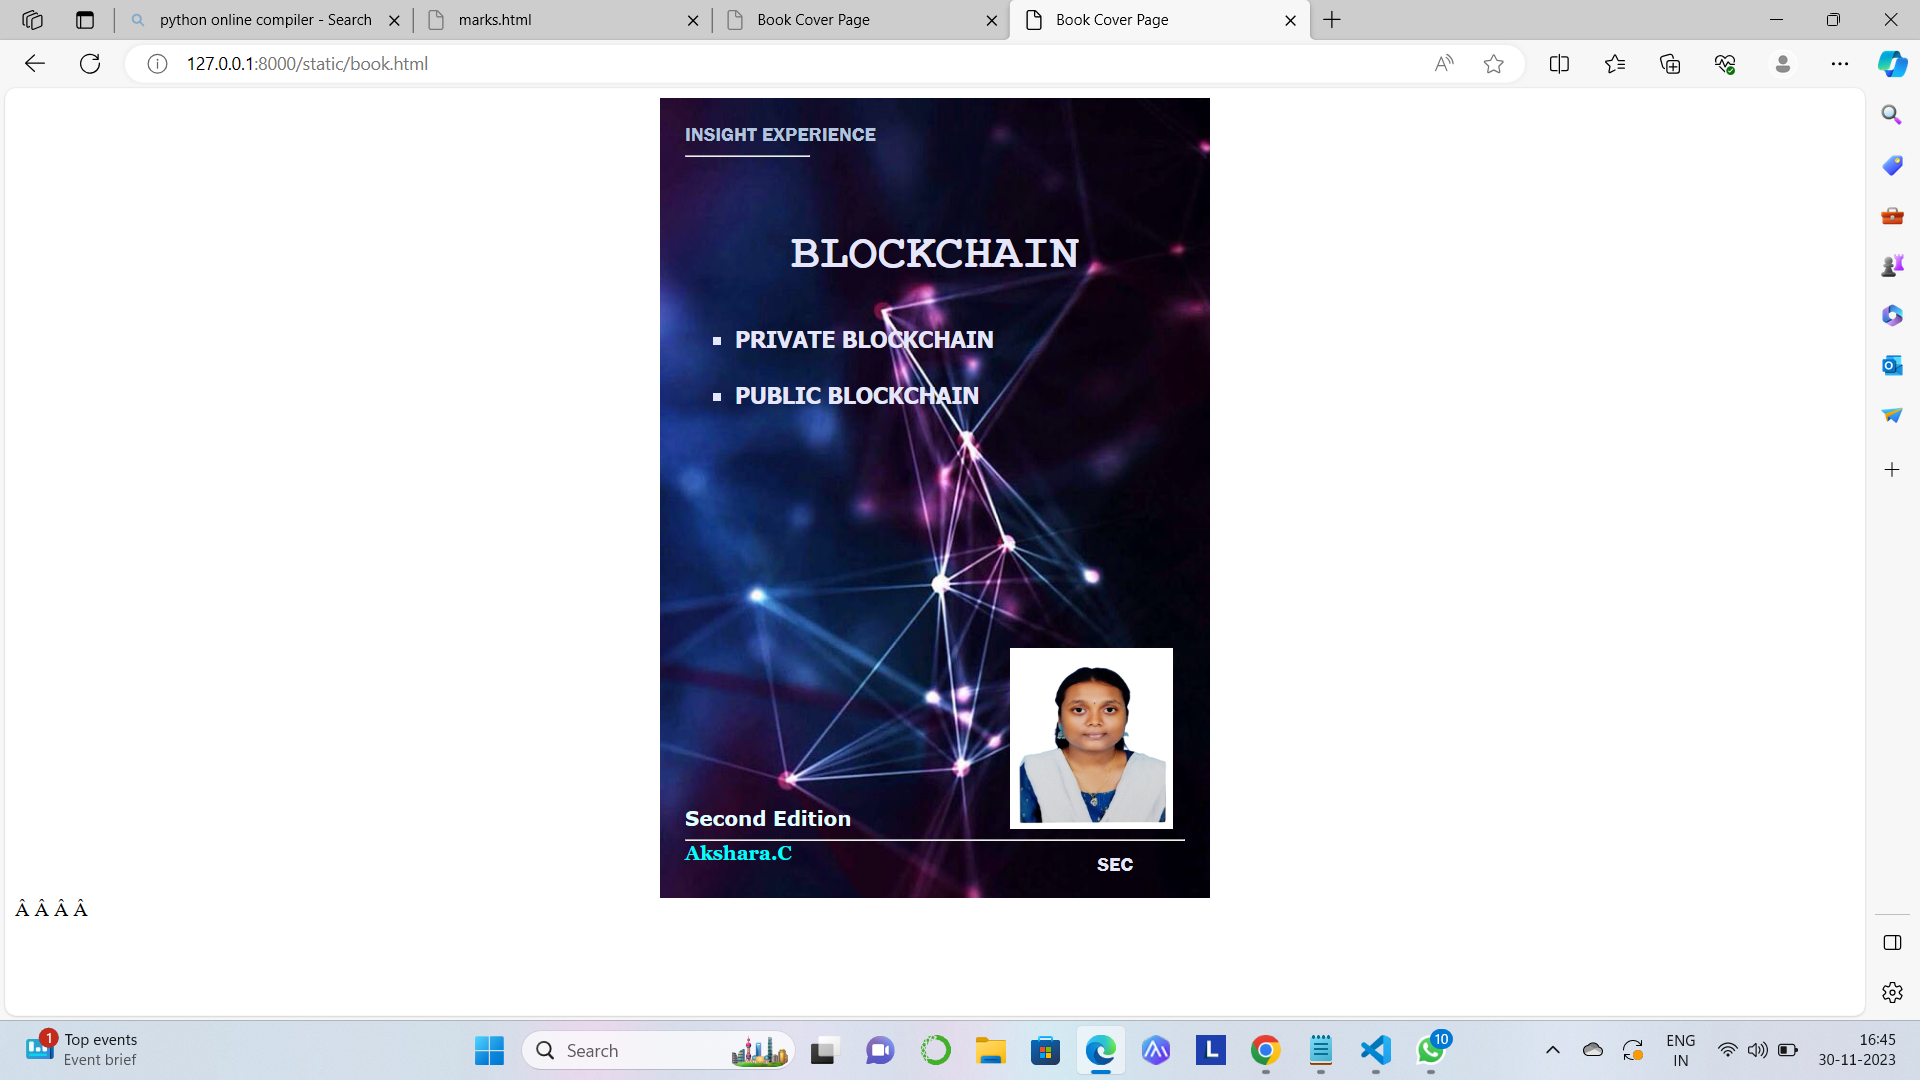 python online compiler - Search
marks.html
Book Cover Page
Book Cover Page
127.0.0.1:8000/static/book.html
INSIGHT EXPERIENCE
BLOCKCHAIN
PRIVATE BLOCKCHAIN
PUBLIC BLOCKCHAIN
Second Edition
Akshara.C
SEC
Â Â Â Â
1
Top events
Event brief
Search
L
10
ENG
IN
16:45
30-11-2023